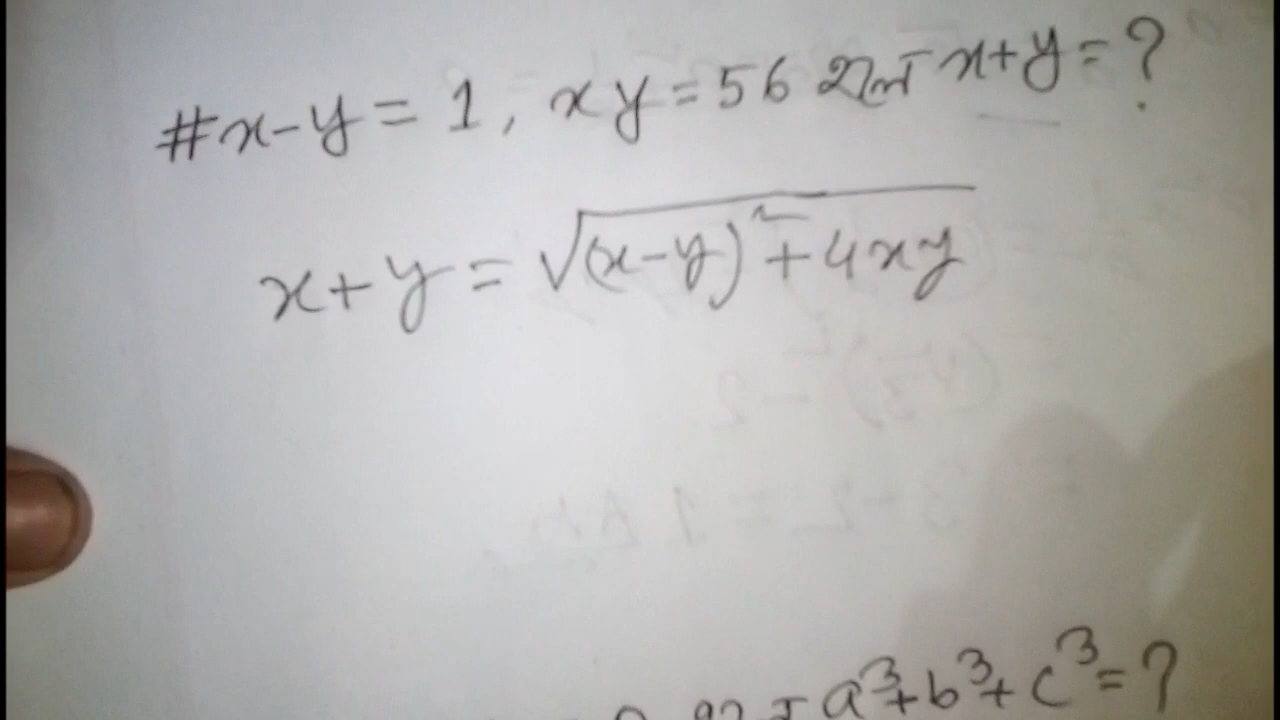 #x-y = 1, xy = 56 হলে x+y = ?
x+y = √(x-y)² + 4xy
a³+b³+c³ = ?